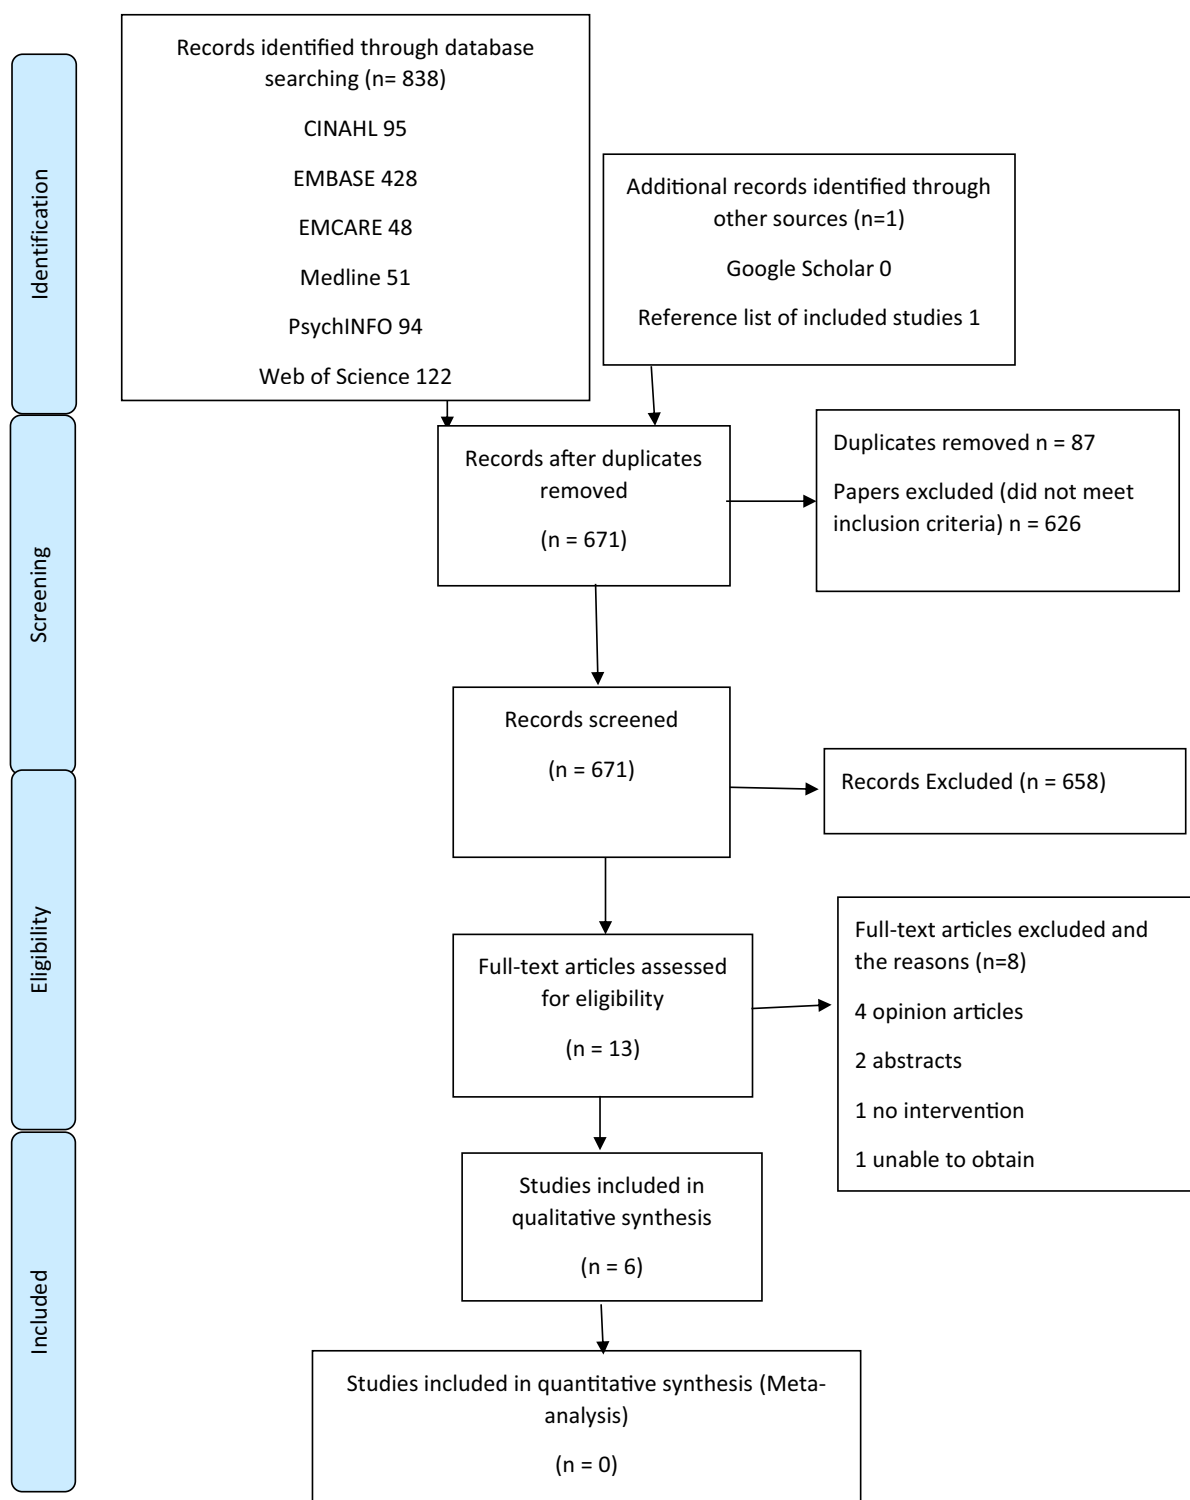 Records identified through database
searching (n= 838)
CINAHL 95
EMBASE 428
EMCARE 48
Medline 51
PsychINFO 94
Web of Science 122
Additional records identified through
other sources (n=1)
Google Scholar 0
Reference list of included studies 1
Identification
Records after duplicates
removed
(n = 671)
Duplicates removed n = 87
Papers excluded (did not meet
inclusion criteria) n = 626
Screening
Records screened
(n = 671)
Records Excluded (n = 658)
Eligibility
Full-text articles assessed
for eligibility
(n = 13)
Full-text articles excluded and
the reasons (n=8)
4 opinion articles
2 abstracts
1 no intervention
1 unable to obtain
Included
Studies included in
qualitative synthesis
(n = 6)
Studies included in quantitative synthesis (Meta-
analysis)
(n = 0)